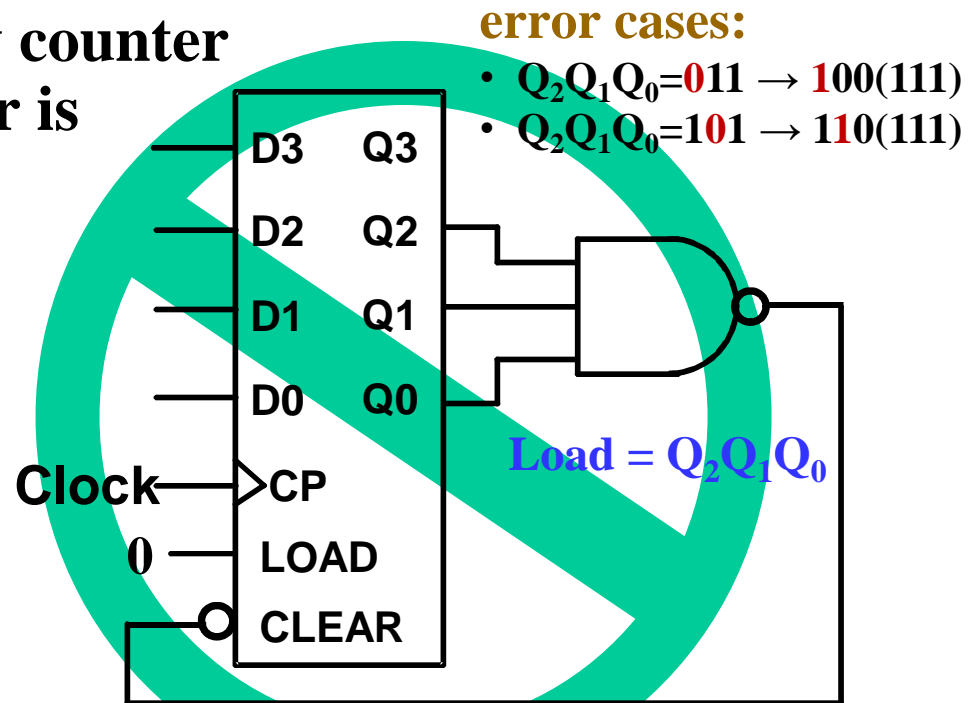 counter
r is
error cases:
• Q₂Q₁Q₀=011 → 100(111)
• Q₂Q₁Q₀=101 → 110(111)
D3 Q3
D2 Q2
D1 Q1
D0 Q0
Load = Q₂Q₁Q₀
Clock CP
0 LOAD
CLEAR